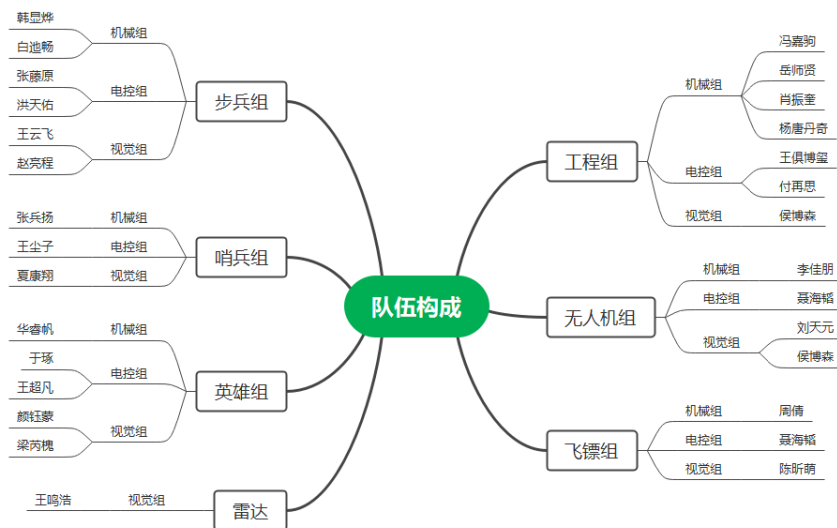 队伍构成
步兵组
机械组
韩显烨
白迤畅
电控组
张藤原
洪天佑
视觉组
王云飞
赵亮程
哨兵组
机械组
张兵扬
电控组
王尘子
视觉组
夏康翔
英雄组
机械组
华睿帆
电控组
于琢
王超凡
视觉组
颜钰蒙
梁芮槐
雷达
视觉组
王鸣浩
工程组
机械组
冯嘉驹
岳师贤
肖振奎
杨唐丹奇
电控组
王俱博玺
付再思
视觉组
侯博森
无人机组
机械组
李佳朋
电控组
聂海韬
视觉组
刘天元
侯博森
飞镖组
机械组
周倩
电控组
聂海韬
视觉组
陈昕萌